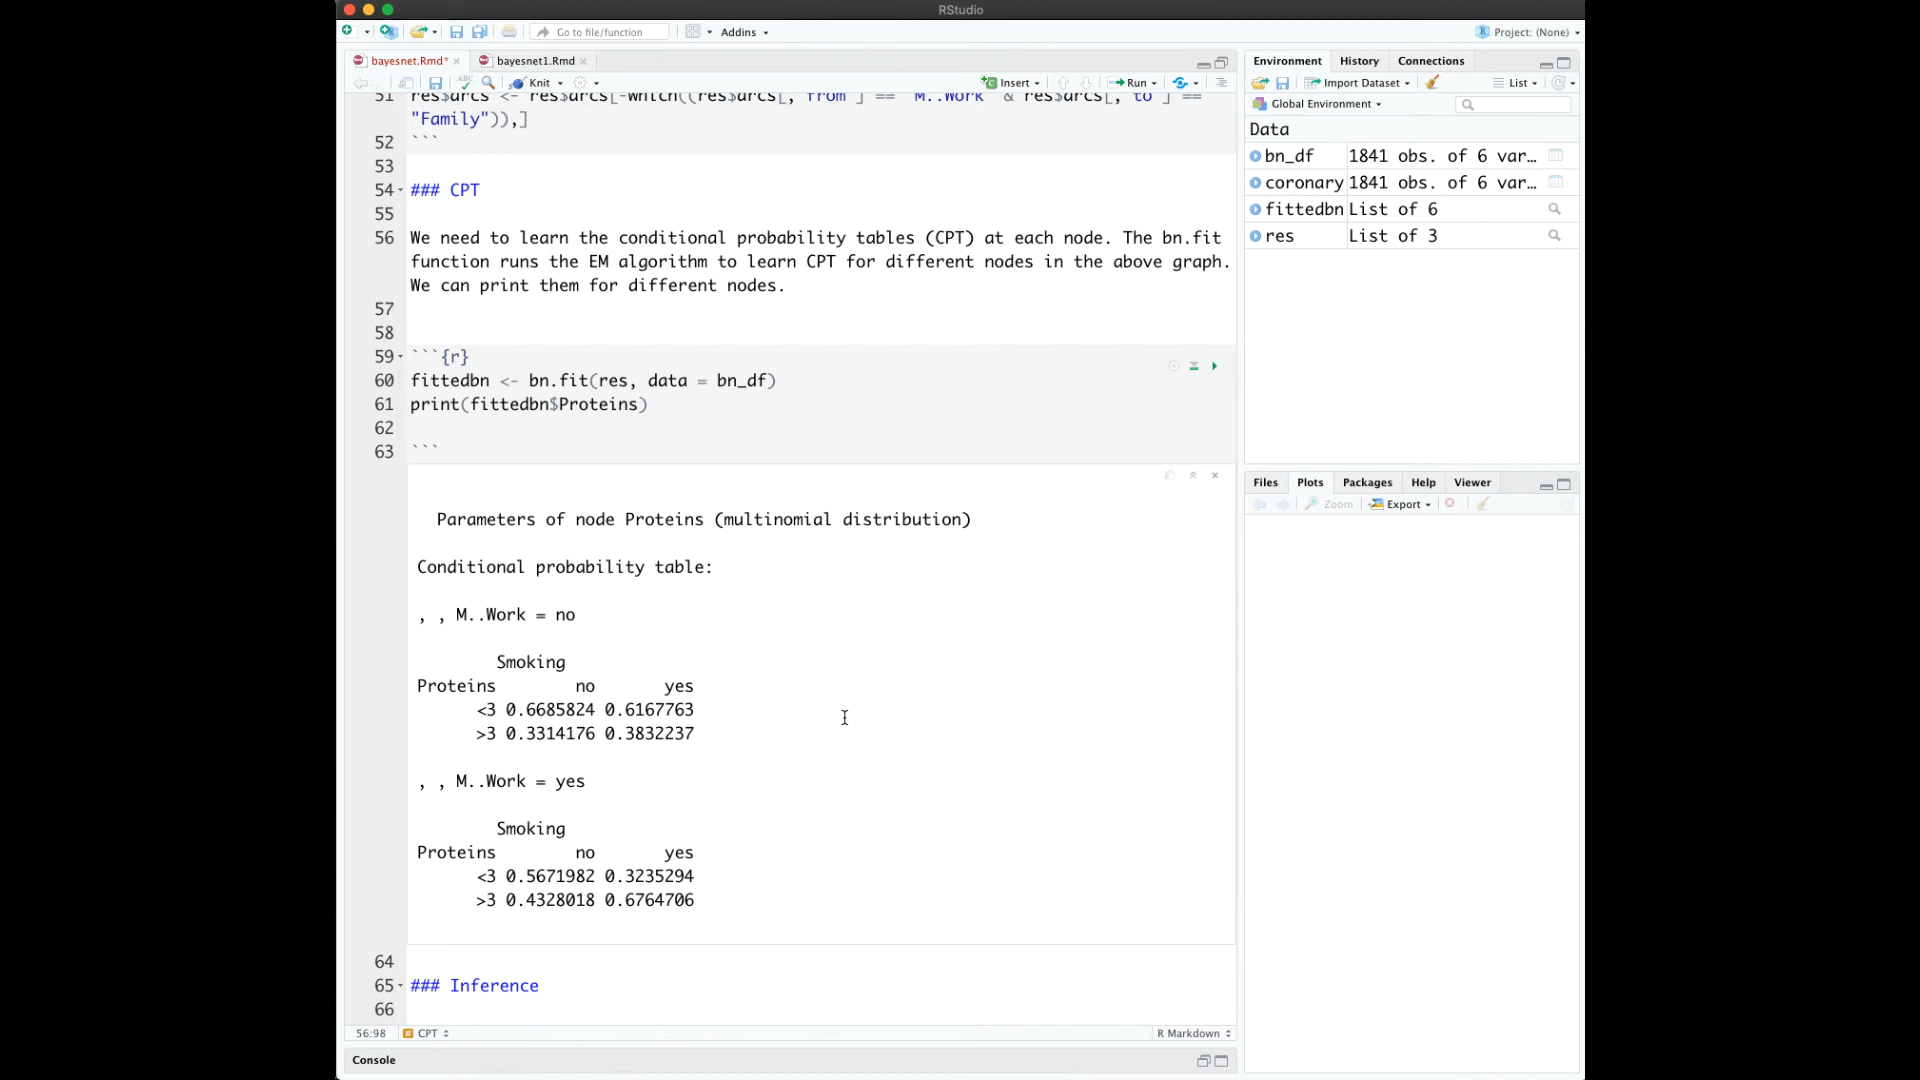 RStudio
Go to file/function
Addins
Project: (None)
bayesnet.Rmd*
bayesnet1.Rmd
ABC
Knit
Insert
Run
51 res$arcs <- res$arcs[-which((res$arcs[,"from"] == "M..Work" & res$arcs[,"to"] ==
"Family")),]
52 ```
53
54 ### CPT
55
56 We need to learn the conditional probability tables (CPT) at each node. The bn.fit
function runs the EM algorithm to learn CPT for different nodes in the above graph.
We can print them for different nodes.
57
58
59 ```{r}
60 fittedbn <- bn.fit(res, data = bn_df)
61 print(fittedbn$Proteins)
62
63 ```
Parameters of node Proteins (multinomial distribution)
Conditional probability table:
, , M..Work = no
Smoking
Proteins no yes
<3 0.6685824 0.6167763
>3 0.3314176 0.3832237
, , M..Work = yes
Smoking
Proteins no yes
<3 0.5671982 0.3235294
>3 0.4328018 0.6764706
64
65 ### Inference
66
56:98
CPT
R Markdown
Console
Environment
History
Connections
Import Dataset
List
Global Environment
Data
bn_df 1841 obs. of 6 var…
coronary 1841 obs. of 6 var…
fittedbn List of 6
res List of 3
Files
Plots
Packages
Help
Viewer
Zoom
Export